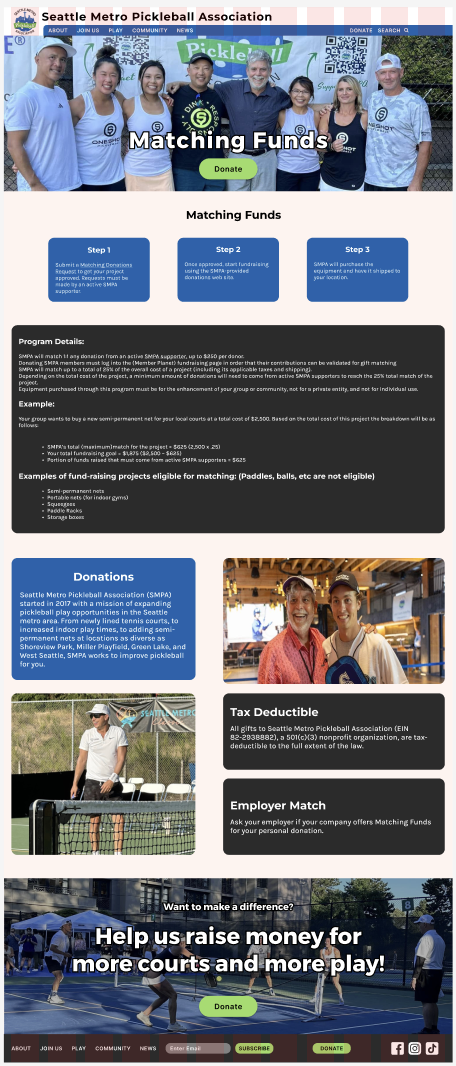 Seattle Metro Pickleball Association
ABOUT JOIN US PLAY COMMUNITY NEWS DONATE SEARCH
E®
Pickleball
DINK RESPONSIBLY
ONESHOT
Matching Funds
Donate
Matching Funds
Step 1
Submit a Matching Donations
Request to get your project
approved. Requests must be
made by an active SMPA
supporter.
Step 2
Once approved, start fundraising
using the SMPA-provided
donations web site.
Step 3
SMPA will purchase the
equipment and have it shipped to
your location.
Program Details:
SMPA will match 1:1 any donation from an active SMPA supporter, up to $250 per donor.
Donating SMPA members must log into the (Member Planet) fundraising page in order that their contributions can be validated for gift matching
SMPA will match up to a total of 25% of the overall cost of a project (including its applicable taxes and shipping).
Depending on the total cost of the project, a minimum amount of donations will need to come from active SMPA supporters to reach the 25% total match of the
project.
Equipment purchased through this program must be for the enhancement of your group or community, not for a private entity, and not for individual use.
Example:
Your group wants to buy a new semi-permanent net for your local courts at a total cost of $2,500. Based on the total cost of this project the breakdown will be as
follows:
• SMPA's total (maximum)match for the project = $625 (2,500 x .25)
• Your total fundraising goal = $1,875 ($2,500 – $625)
• Portion of funds raised that must come from active SMPA supporters = $625
Examples of fund-raising projects eligible for matching: (Paddles, balls, etc are not eligible)
• Semi-permanent nets
• Portable nets (for indoor gyms)
• Squeegees
• Paddle Racks
• Storage boxes
Donations
Seattle Metro Pickleball Association (SMPA)
started in 2017 with a mission of expanding
pickleball play opportunities in the Seattle
metro area. From newly lined tennis courts, to
increased indoor play times, to adding semi-
permanent nets at locations as diverse as
Shoreview Park, Miller Playfield, Green Lake, and
West Seattle, SMPA works to improve pickleball
for you.
SEATTLE METRO
Tax Deductible
All gifts to Seattle Metro Pickleball Association (EIN
82-2938882), a 501(c)(3) nonprofit organization, are tax-
deductible to the full extent of the law.
Employer Match
Ask your employer if your company offers Matching Funds
for your personal donation.
Want to make a difference?
Help us raise money for
more courts and more play!
Donate
ABOUT JOIN US PLAY COMMUNITY NEWS Enter Email SUBSCRIBE DONATE